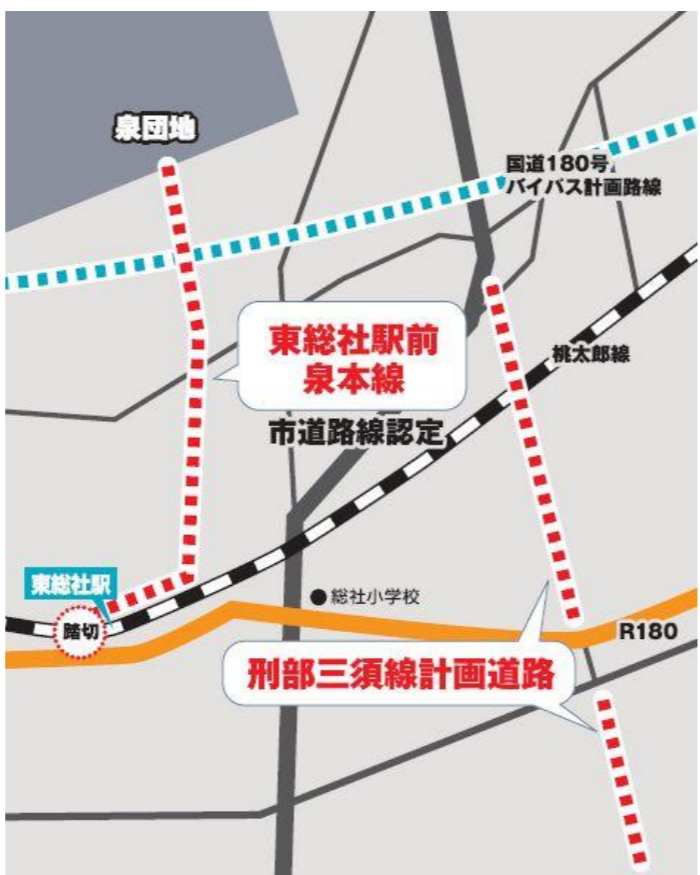 泉団地
国道180号
バイパス計画路線
東総社駅前
泉本線
桃太郎線
市道路線認定
東総社駅
総社小学校
踏切
R180
刑部三須線計画道路